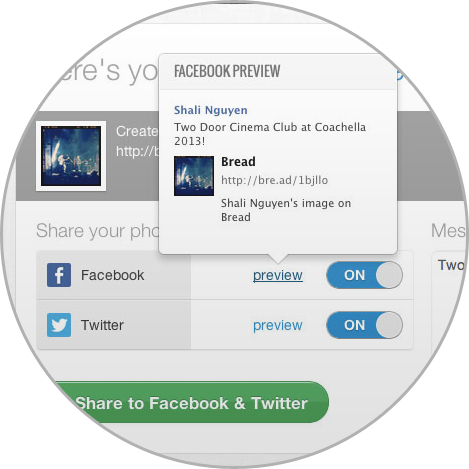 ere's yo
FACEBOOK PREVIEW
Shali Nguyen
Two Door Cinema Club at Coachella
2013!
Bread
http://bre.ad/1bjllo
Shali Nguyen's image on
Bread
Create
http://b
Share your pho
Mes
Facebook
preview
ON
Two
Twitter
preview
ON
Share to Facebook & Twitter